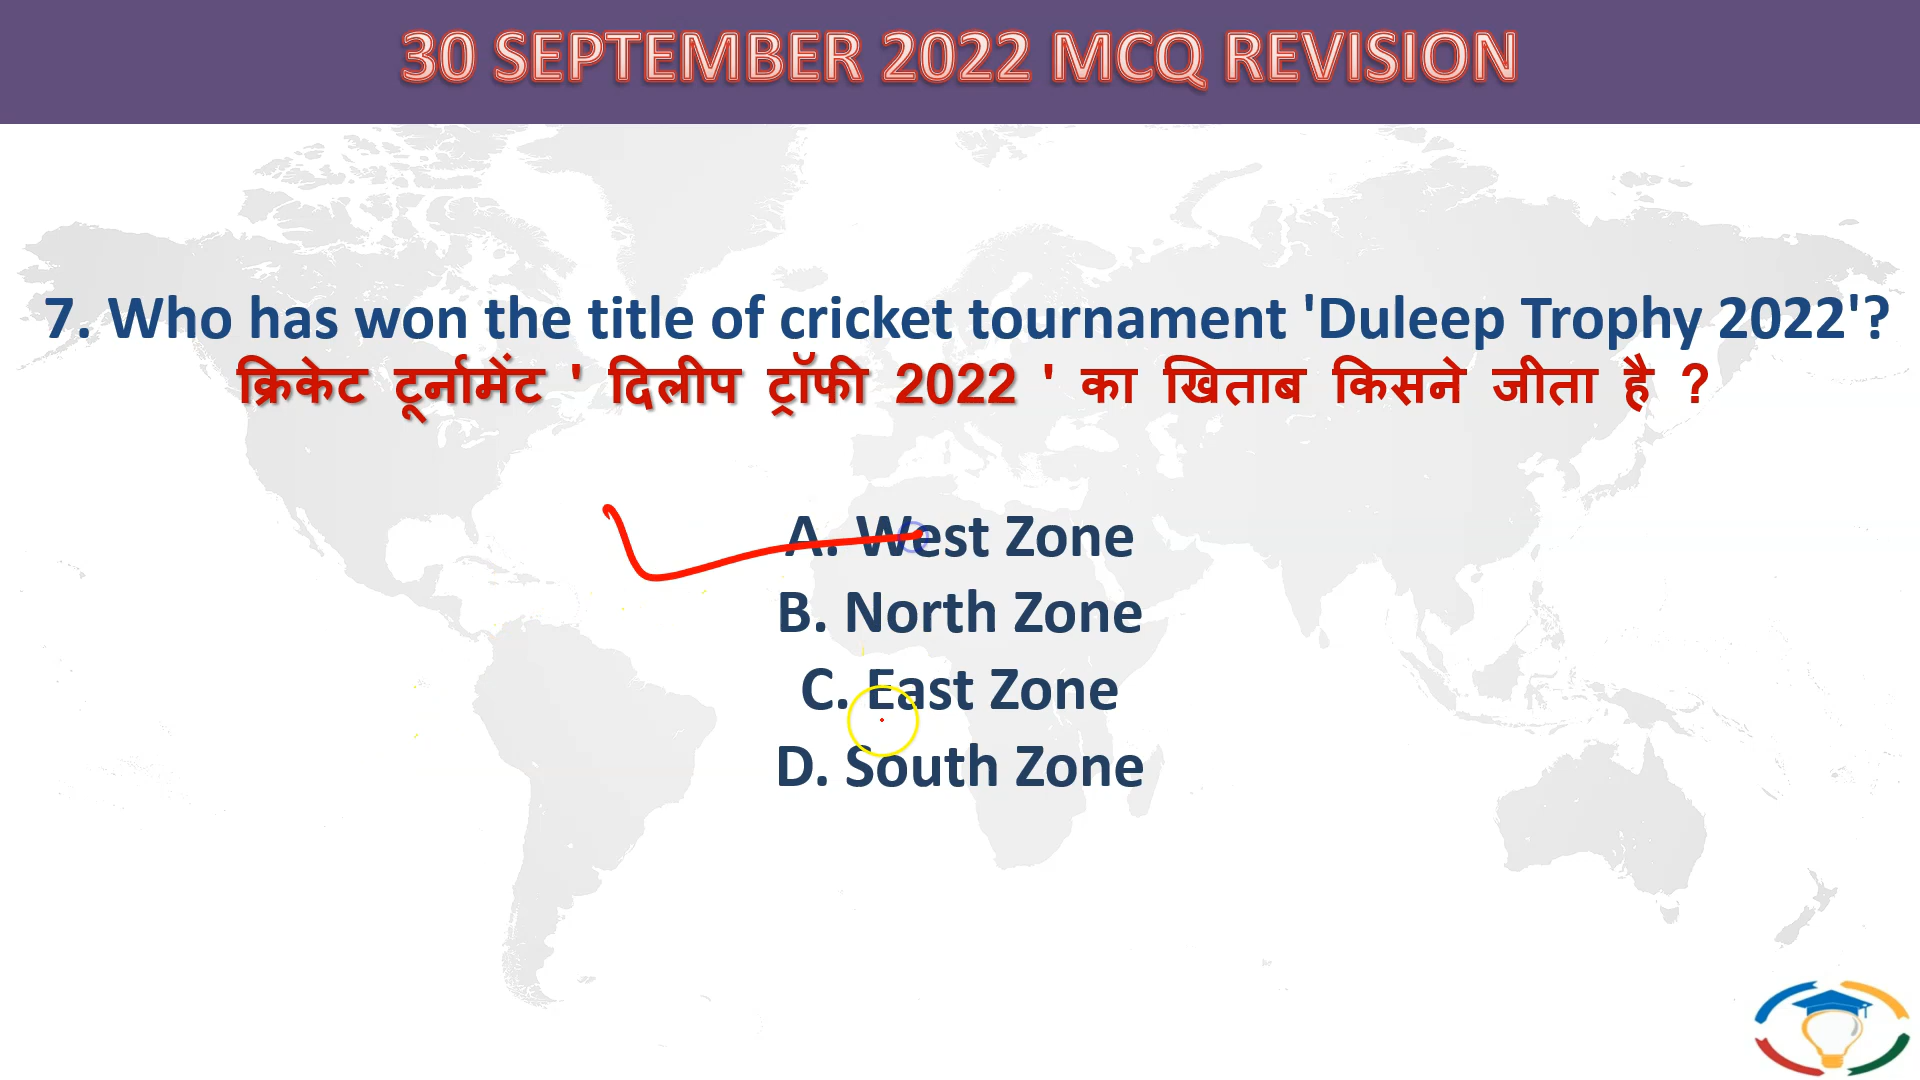 30 SEPTEMBER 2022 MCQ REVISION
7. Who has won the title of cricket tournament 'Duleep Trophy 2022'?
क्रिकेट टूर्नामेंट ' दिलीप ट्रॉफी 2022 ' का खिताब किसने जीता है ?
A. West Zone
B. North Zone
C. East Zone
D. South Zone